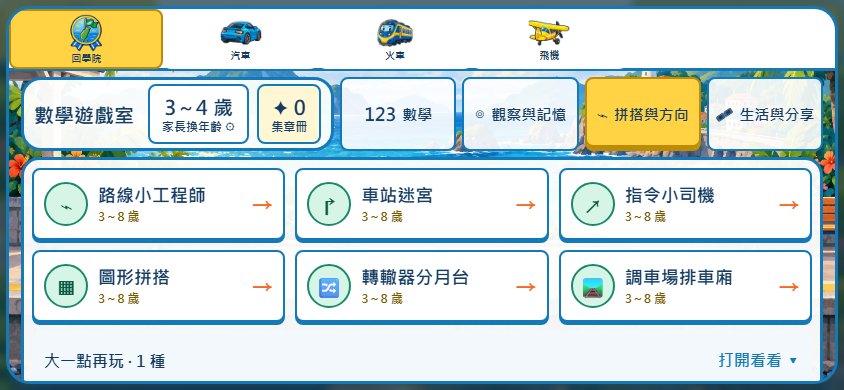 回學院
汽車
火車
飛機
數學遊戲室
3~4 歲
家長換年齡
✦ 0
集章冊
123 數學
觀察與記憶
拼搭與方向
生活與分享
路線小工程師
3~8 歲
車站迷宮
3~8 歲
指令小司機
3~8 歲
圖形拼搭
3~8 歲
轉轍器分月台
3~8 歲
調車場排車廂
3~8 歲
大一點再玩 · 1 種
打開看看 ▼